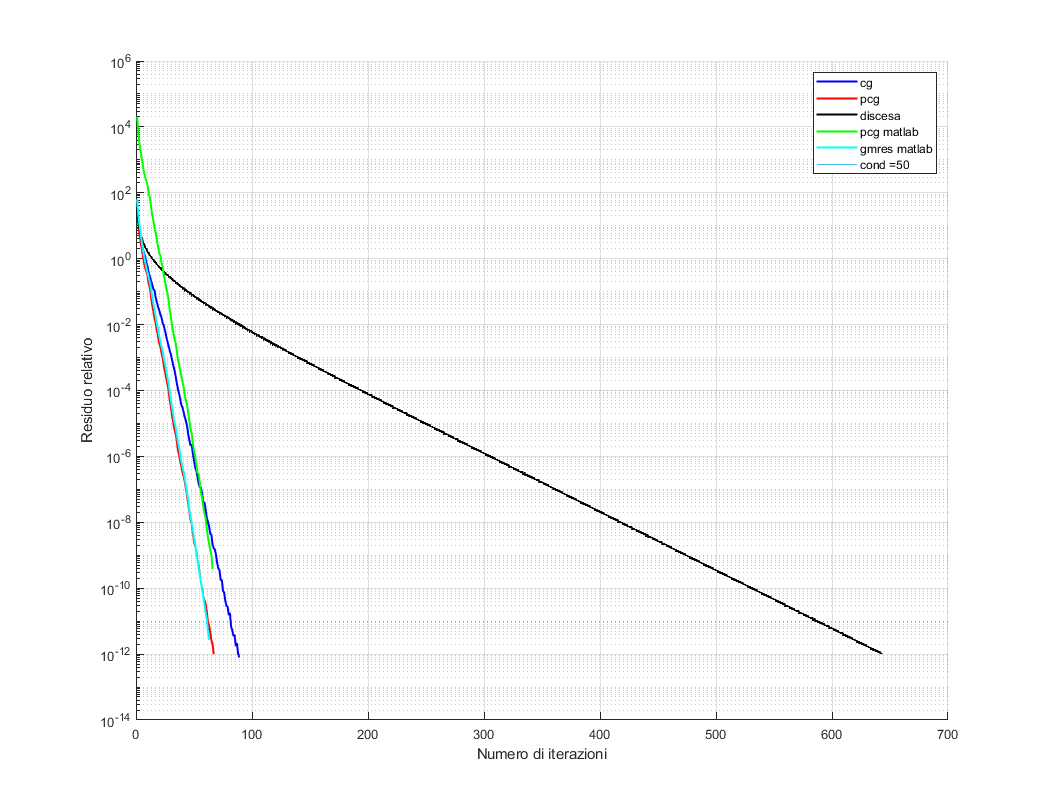 10^6
10^4
10^2
10^0
10^-2
10^-4
10^-6
10^-8
10^-10
10^-12
10^-14
Residuo relativo
0 100 200 300 400 500 600 700
Numero di iterazioni
cg
pcg
discesa
pcg matlab
gmres matlab
cond =50